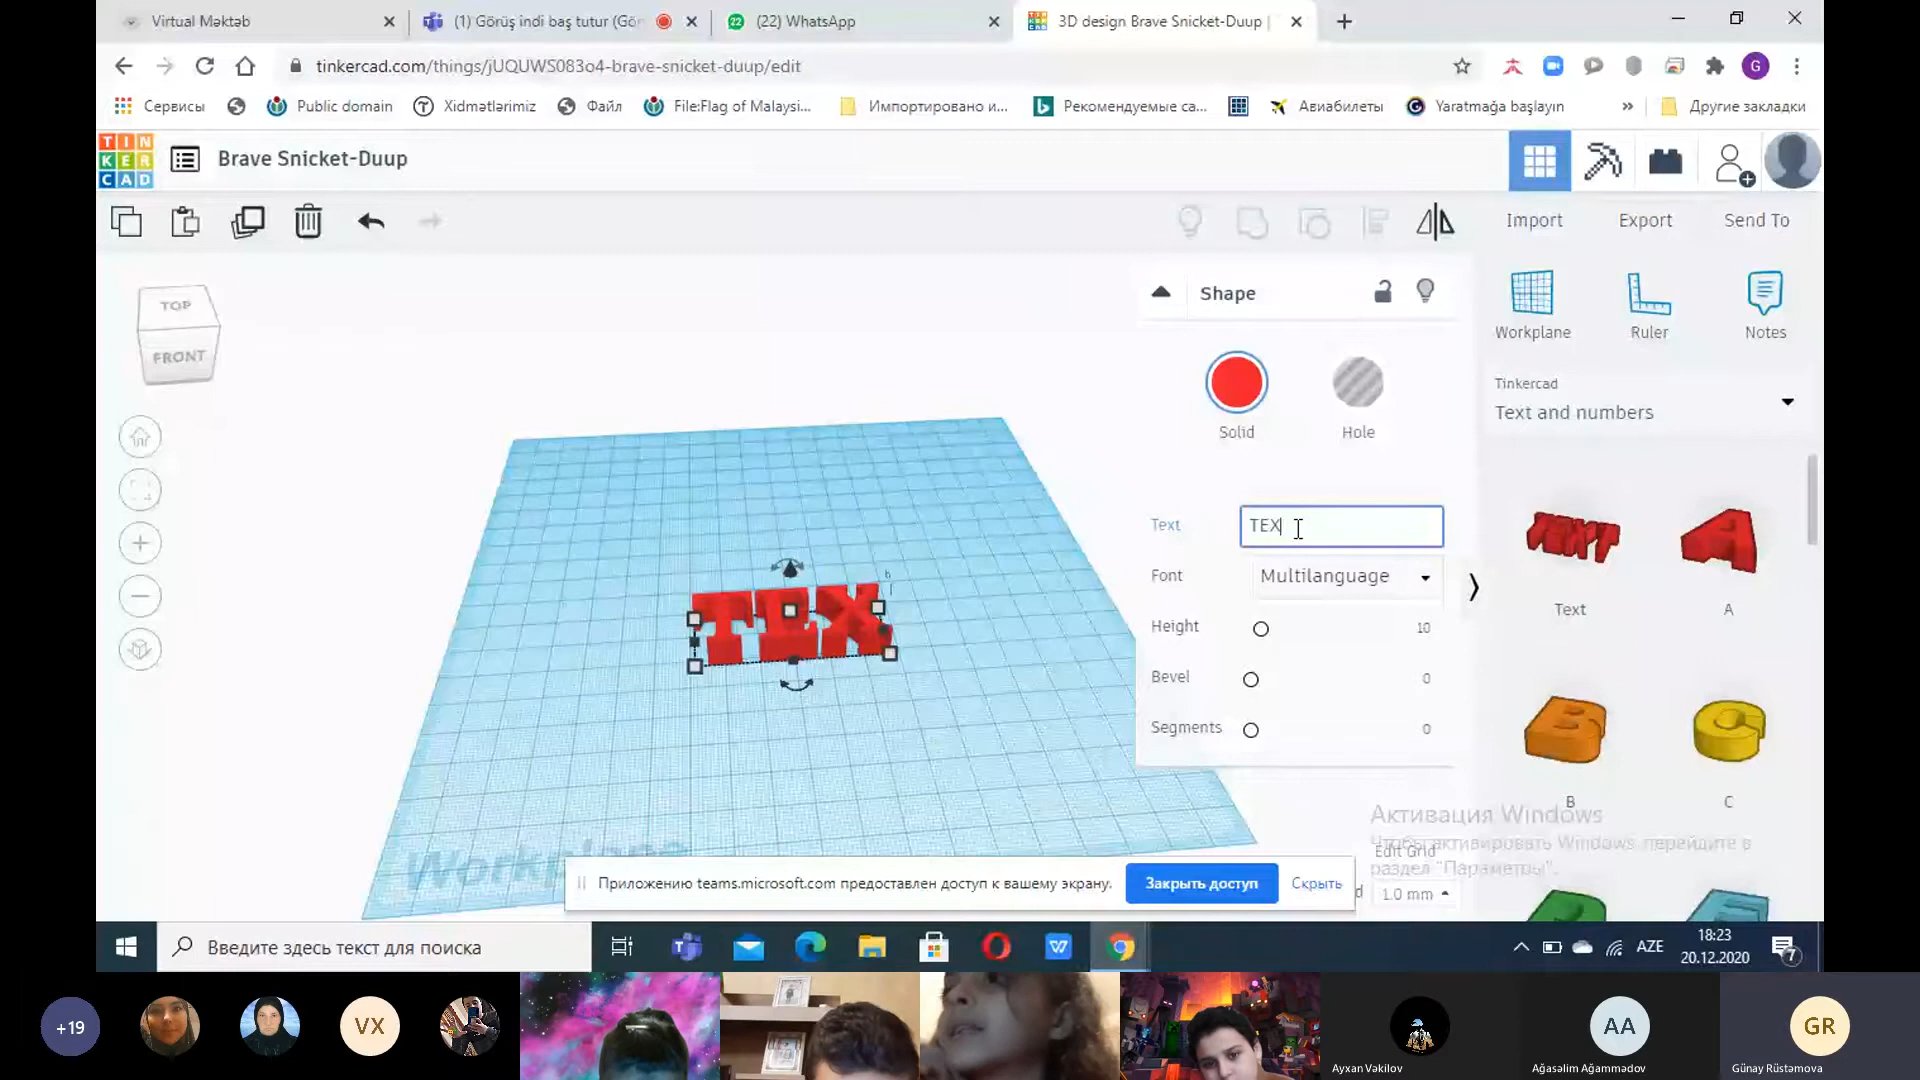 Virtual Məktəb
(1) Görüş indi baş tutur (Gör
(22) WhatsApp
3D design Brave Snicket-Duup |
tinkercad.com/things/jUQUWS083o4-brave-snicket-duup/edit
G
Сервисы
Public domain
Xidmətlərimiz
Файл
File:Flag of Malaysi...
Импортировано и...
Рекомендуемые са...
Авиабилеты
Yaratmağa başlayın
»
Другие закладки
TIN
KER
CAD
Brave Snicket-Duup
Import
Export
Send To
TOP
FRONT
Shape
Workplane
Ruler
Notes
Solid
Hole
Tinkercad
Text and numbers
Text
TEX
Font
Multilanguage
Height
10
Bevel
0
Segments
0
TEX
TEXT
Text
A
B
C
Workplane
Активация Windows
Чтобы активировать Windows, перейдите в
раздел "Параметры".
Edit Grid
d
1.0 mm
Приложению teams.microsoft.com предоставлен доступ к вашему экрану.
Закрыть доступ
Скрыть
Введите здесь текст для поиска
AZE
18:23
20.12.2020
7
+19
VX
AA
GR
Ayxan Vəkilov
Ağasəlim Ağammədov
Günay Rüstəmova